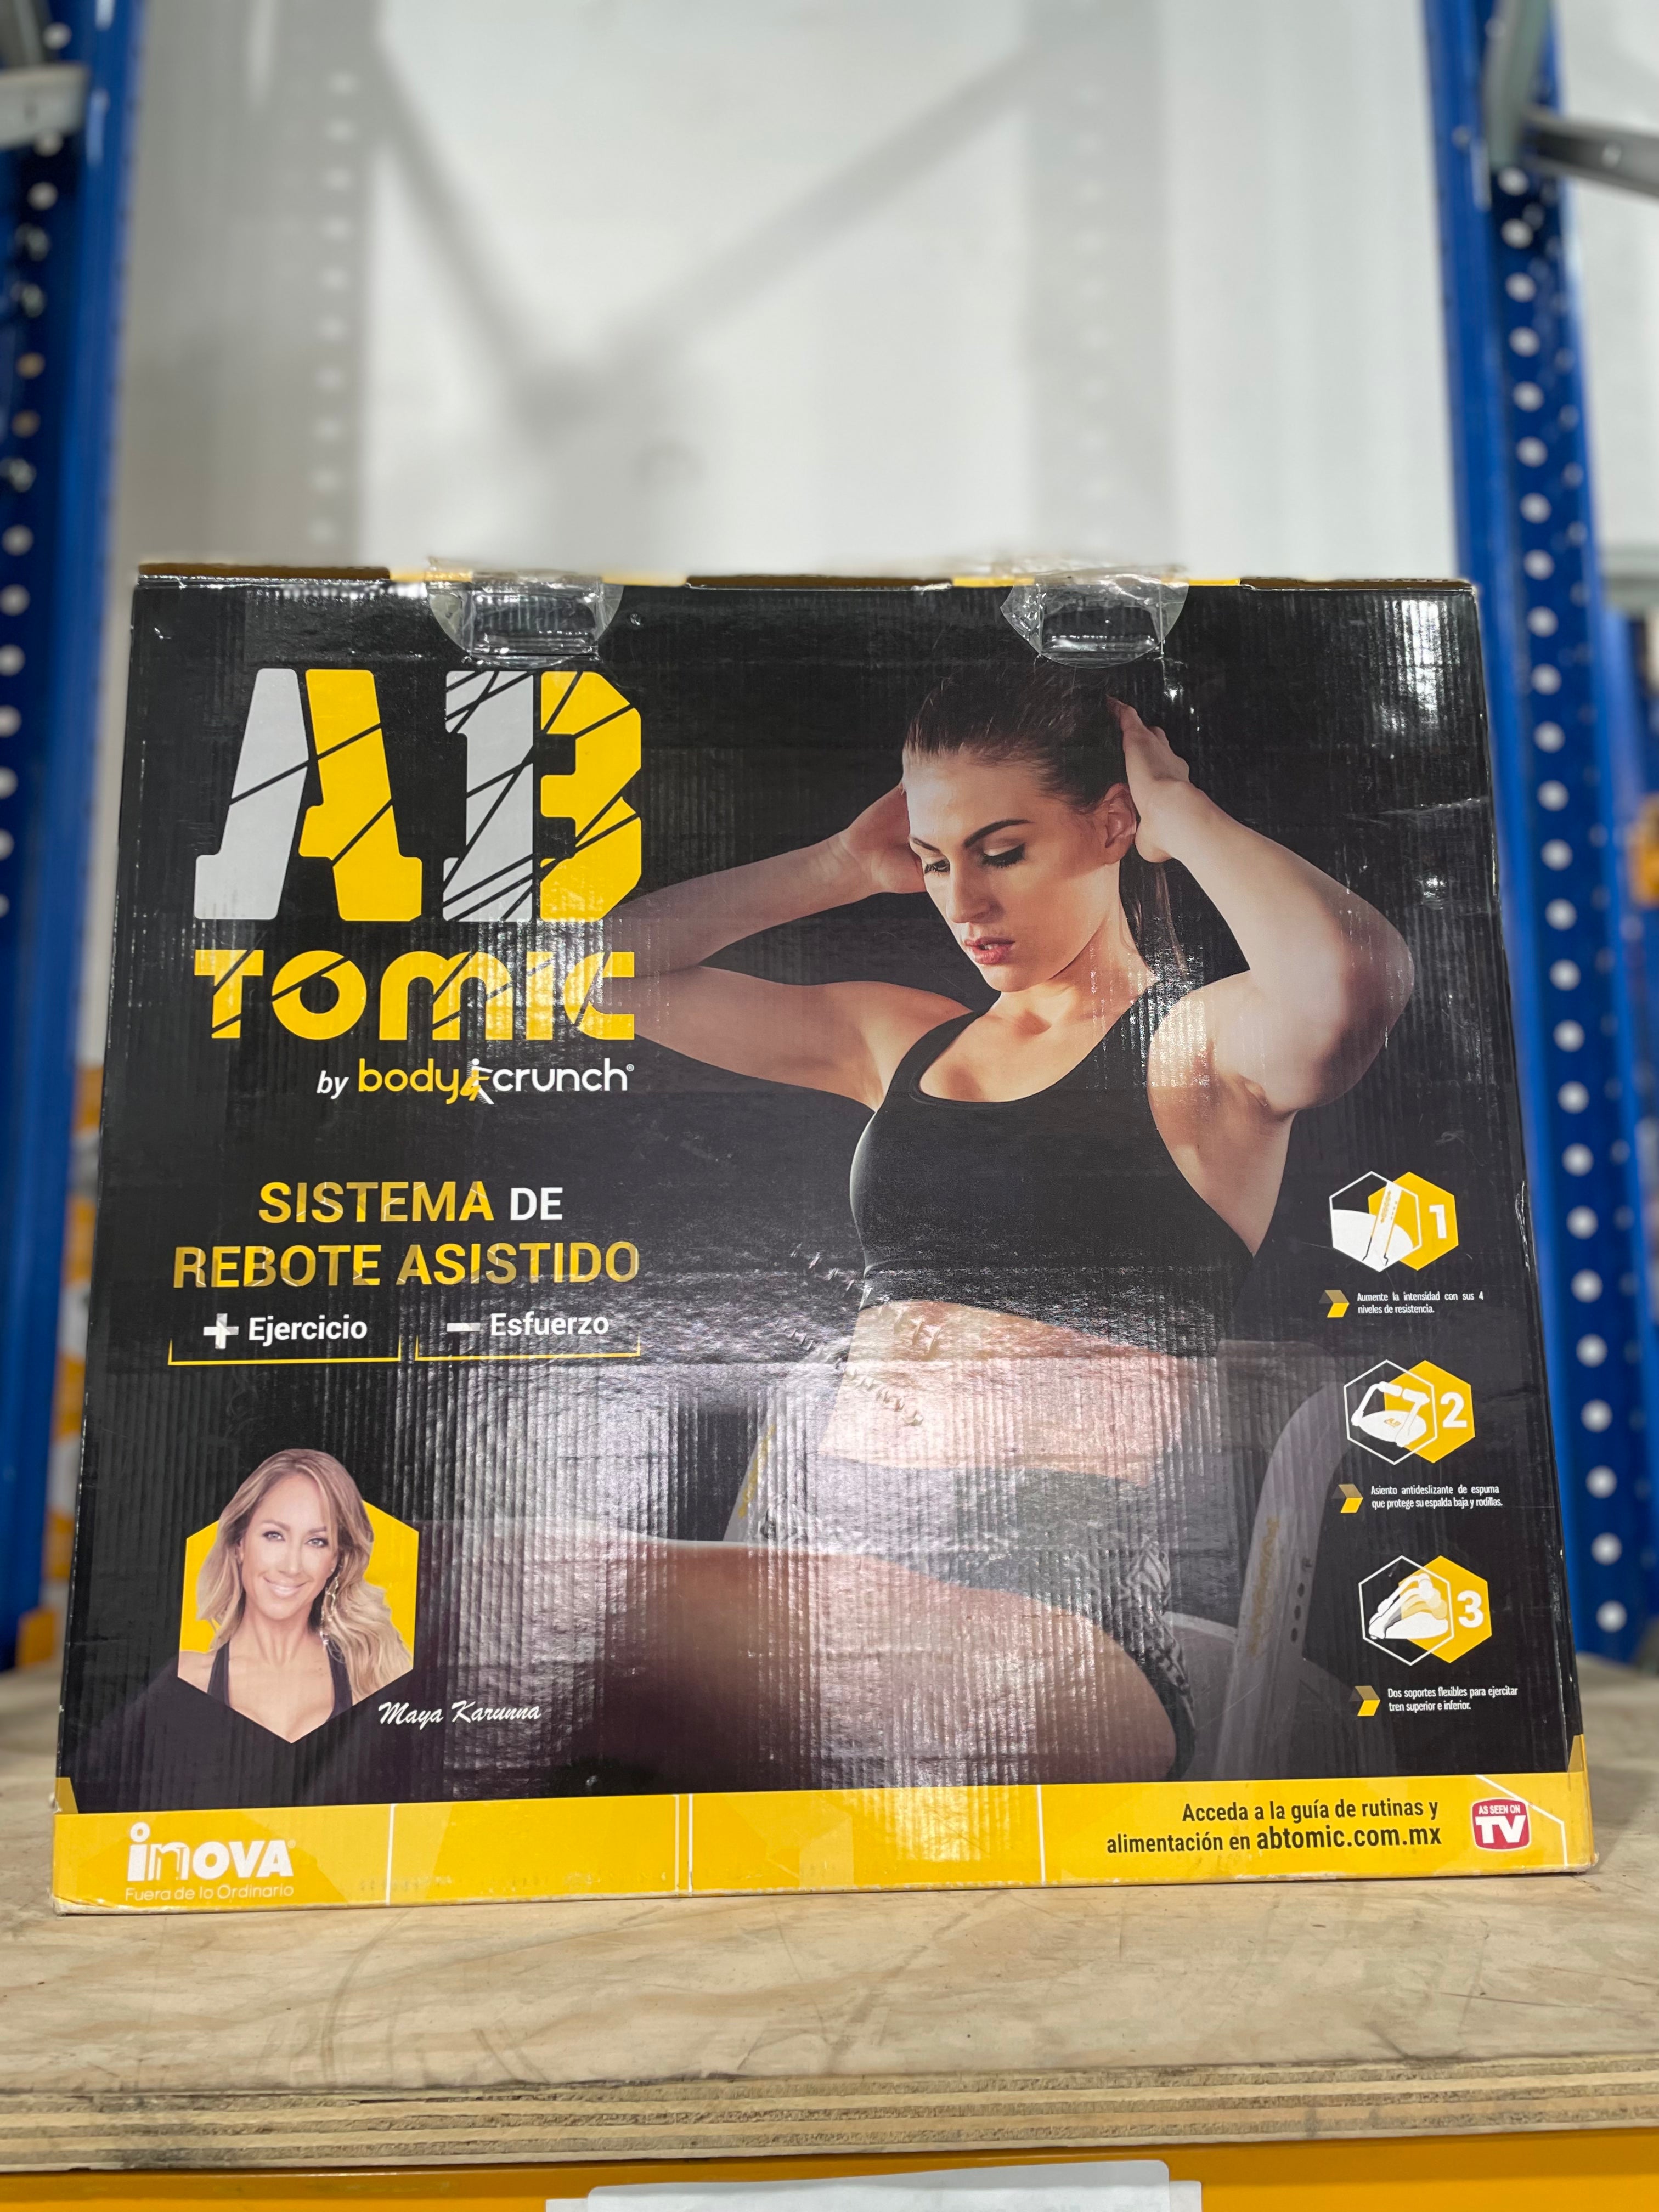 AB
TOMIC
by bodycrunch®
SISTEMA DE
REBOTE ASISTIDO
+ Ejercicio − Esfuerzo
Maya Karunna
1
Aumente la intensidad con sus 4
niveles de resistencia.
2
Asiento antideslizante de espuma
que protege su espalda baja y rodillas.
3
Dos soportes flexibles para ejercitar
tren superior e inferior.
inOVA
Fuera de lo Ordinario
Acceda a la guía de rutinas y
alimentación en abtomic.com.mx
AS SEEN ON
TV